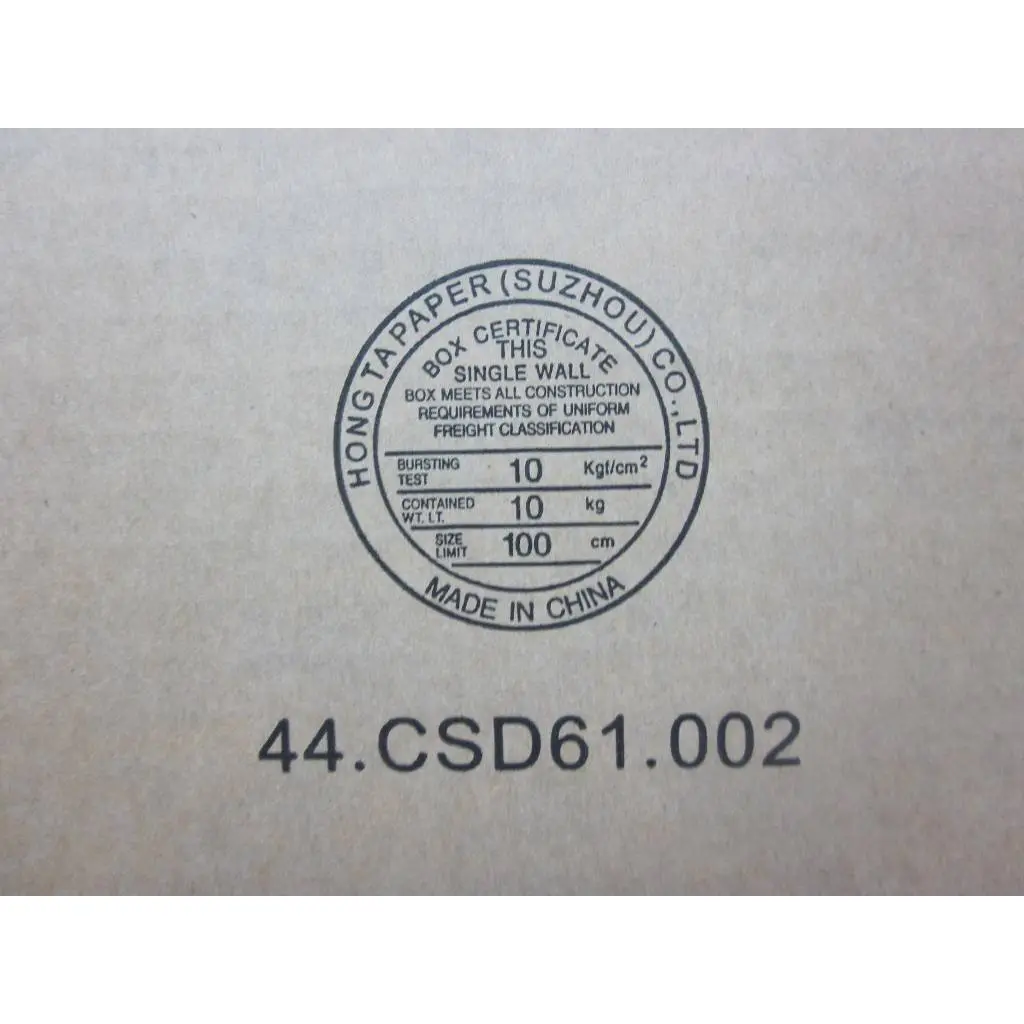 HONG TA PAPER (SUZHOU) CO.,LTD
BOX CERTIFICATE
THIS
SINGLE WALL
BOX MEETS ALL CONSTRUCTION
REQUIREMENTS OF UNIFORM
FREIGHT CLASSIFICATION
BURSTING TEST 10 Kgf/cm²
CONTAINED WT. LT. 10 kg
SIZE LIMIT 100 cm
MADE IN CHINA
44.CSD61.002